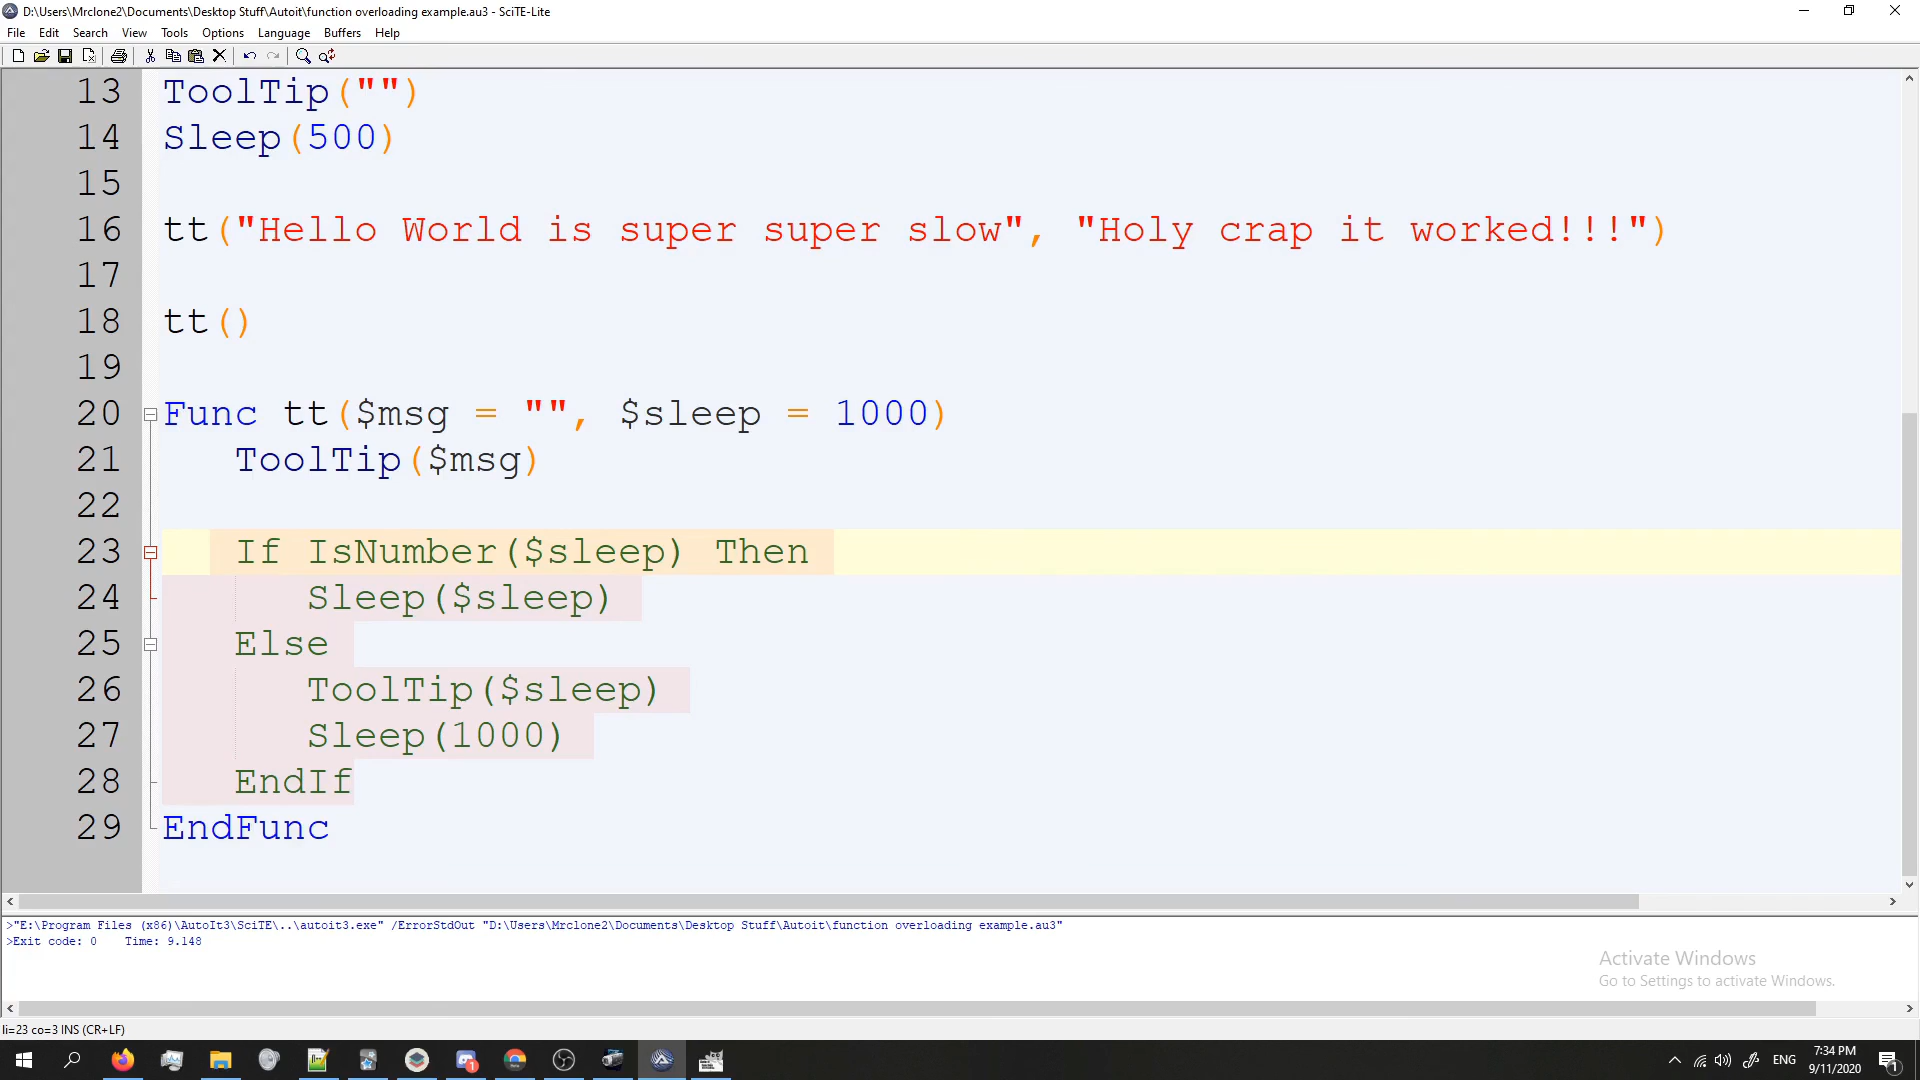 D:\Users\Mrclone2\Documents\Desktop Stuff\Autoit\function overloading example.au3 - SciTE-Lite
File Edit Search View Tools Options Language Buffers Help
13 ToolTip("")
14 Sleep(500)
15
16 tt("Hello World is super super slow", "Holy crap it worked!!!")
17
18 tt()
19
20 Func tt($msg = "", $sleep = 1000)
21 ToolTip($msg)
22
23 If IsNumber($sleep) Then
24 Sleep($sleep)
25 Else
26 ToolTip($sleep)
27 Sleep(1000)
28 EndIf
29 EndFunc
>"E:\Program Files (x86)\AutoIt3\SciTE\..\autoit3.exe" /ErrorStdOut "D:\Users\Mrclone2\Documents\Desktop Stuff\Autoit\function overloading example.au3"
>Exit code: 0 Time: 9.148
Activate Windows
Go to Settings to activate Windows.
li=23 co=3 INS (CR+LF)
ENG
7:34 PM
9/11/2020